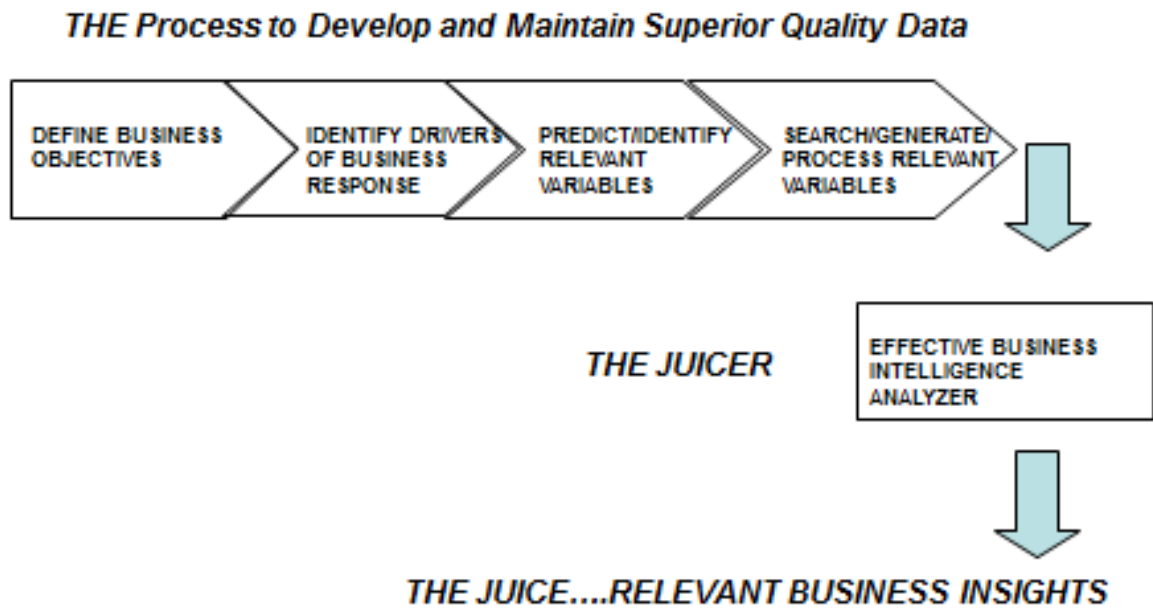 THE Process to Develop and Maintain Superior Quality Data
DEFINE BUSINESS
OBJECTIVES
IDENTIFY DRIVERS
OF BUSINESS
RESPONSE
PREDICT/IDENTIFY
RELEVANT
VARIABLES
SEARCH/GENERATE/
PROCESS RELEVANT
VARIABLES
THE JUICER
EFFECTIVE BUSINESS
INTELLIGENCE
ANALYZER
THE JUICE....RELEVANT BUSINESS INSIGHTS